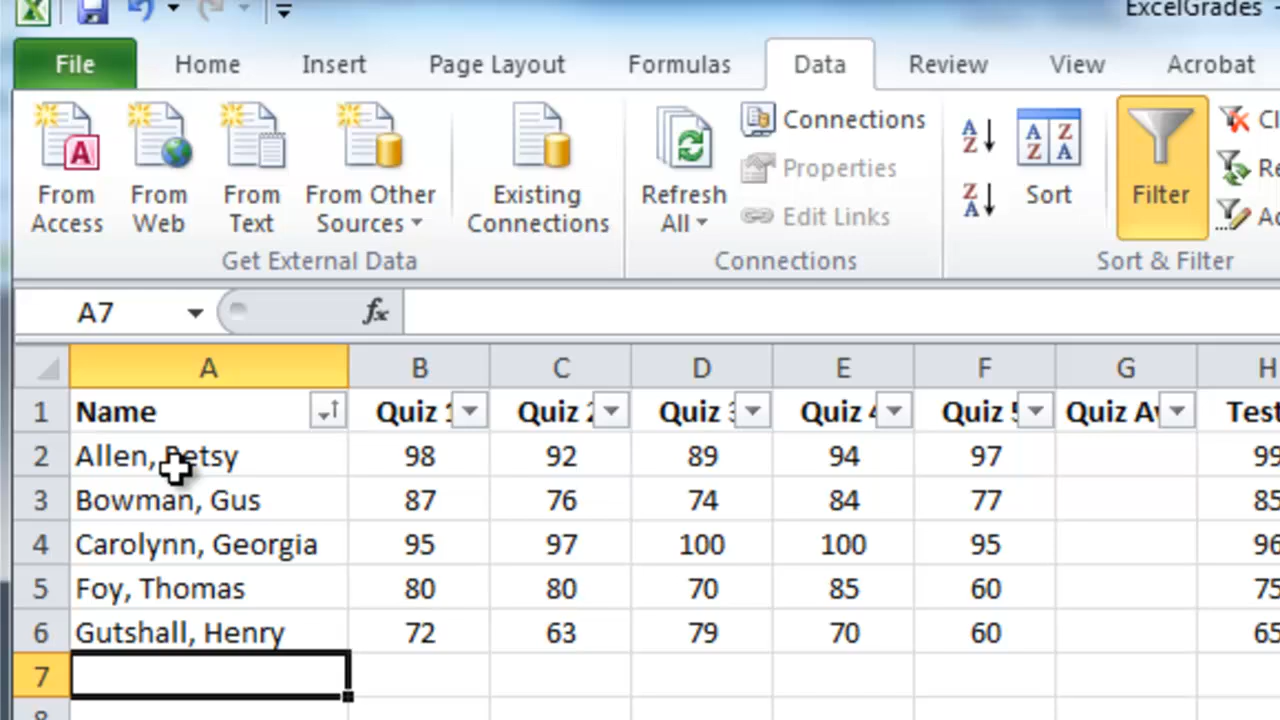 ExcelGrades -
File Home Insert Page Layout Formulas Data Review View Acrobat
From Access From Web From Text From Other Sources Existing Connections Refresh All Connections Properties Edit Links A Z Z A A Z Z A Sort Filter
Get External Data Connections Sort & Filter
A7 fx
A B C D E F G H
1 Name Quiz Quiz Quiz Quiz Quiz Quiz Test
2 Allen, Betsy 98 92 89 94 97 99
3 Bowman, Gus 87 76 74 84 77 85
4 Carolynn, Georgia 95 97 100 100 95 96
5 Foy, Thomas 80 80 70 85 60 75
6 Gutshall, Henry 72 63 79 70 60 65
7
8